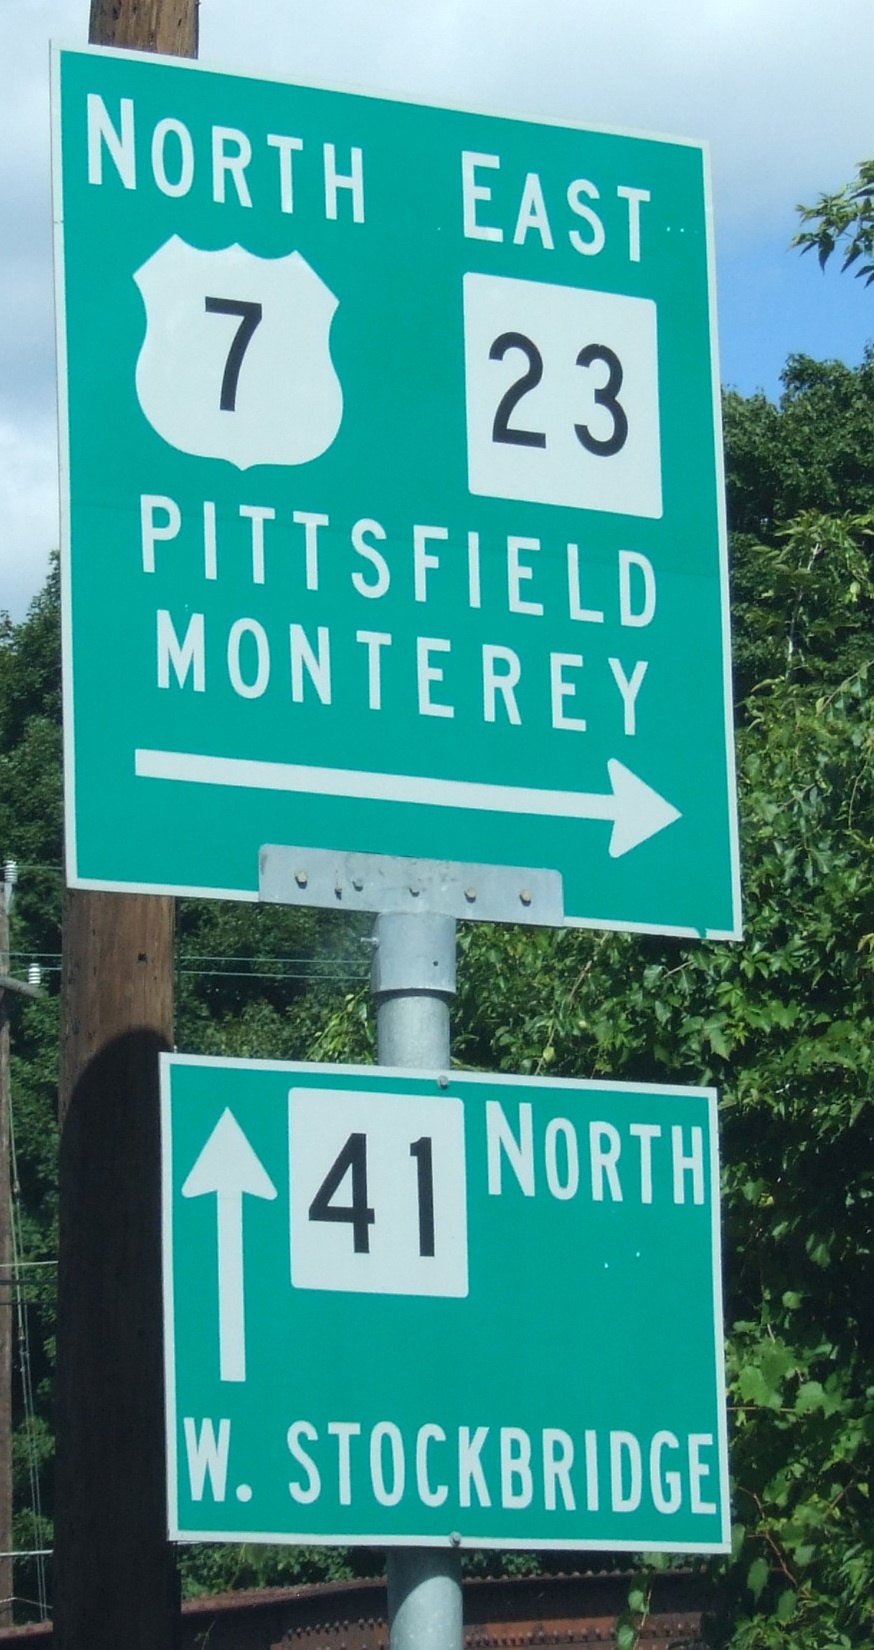 NORTH EAST
7 23
PITTSFIELD
MONTEREY
41 NORTH
W. STOCKBRIDGE